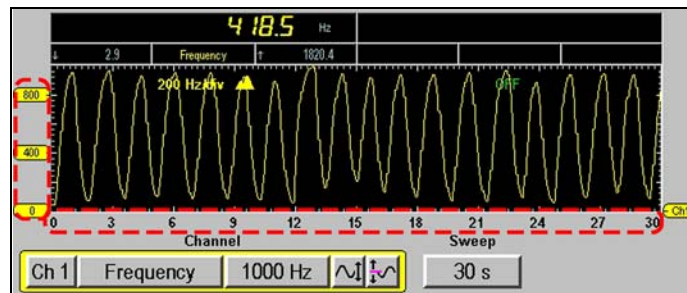 418.5 Hz
↓ 2.9 Frequency ↑ 1820.4
200 Hz/div OFF
800
400
0 Ch1
0 3 6 9 12 15 18 21 24 27 30
Channel Sweep
Ch 1 Frequency 1000 Hz 30 s